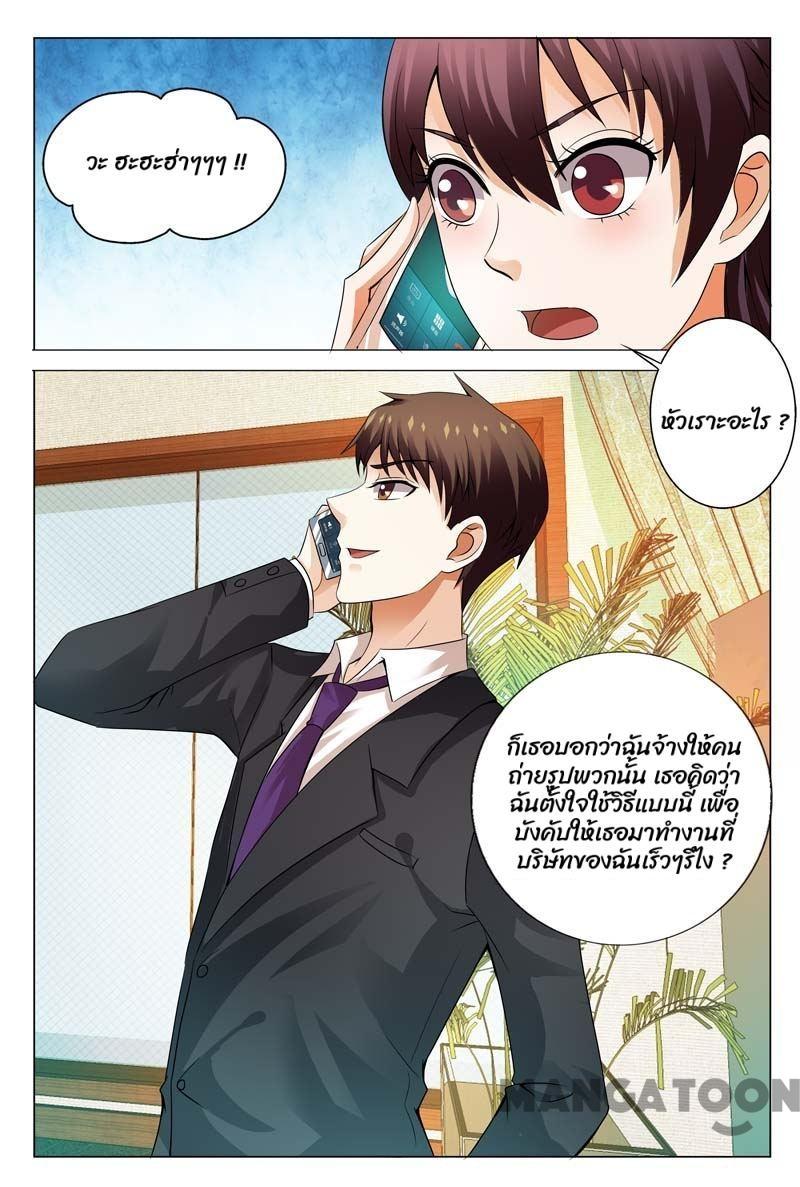 วะ ฮะฮะฮ่าๆๆๆ !!
หัวเราะอะไร ?
ก็เธอบอกว่าฉันจ้างให้คน
ถ่ายรูปพวกนั้น เธอคิดว่า
ฉันตั้งใจใช้วิธีแบบนี้ เพื่อ
บังคับให้เธอมาทำงานที่
บริษัทของฉันเร็วๆรึไง ?
MANGATOON